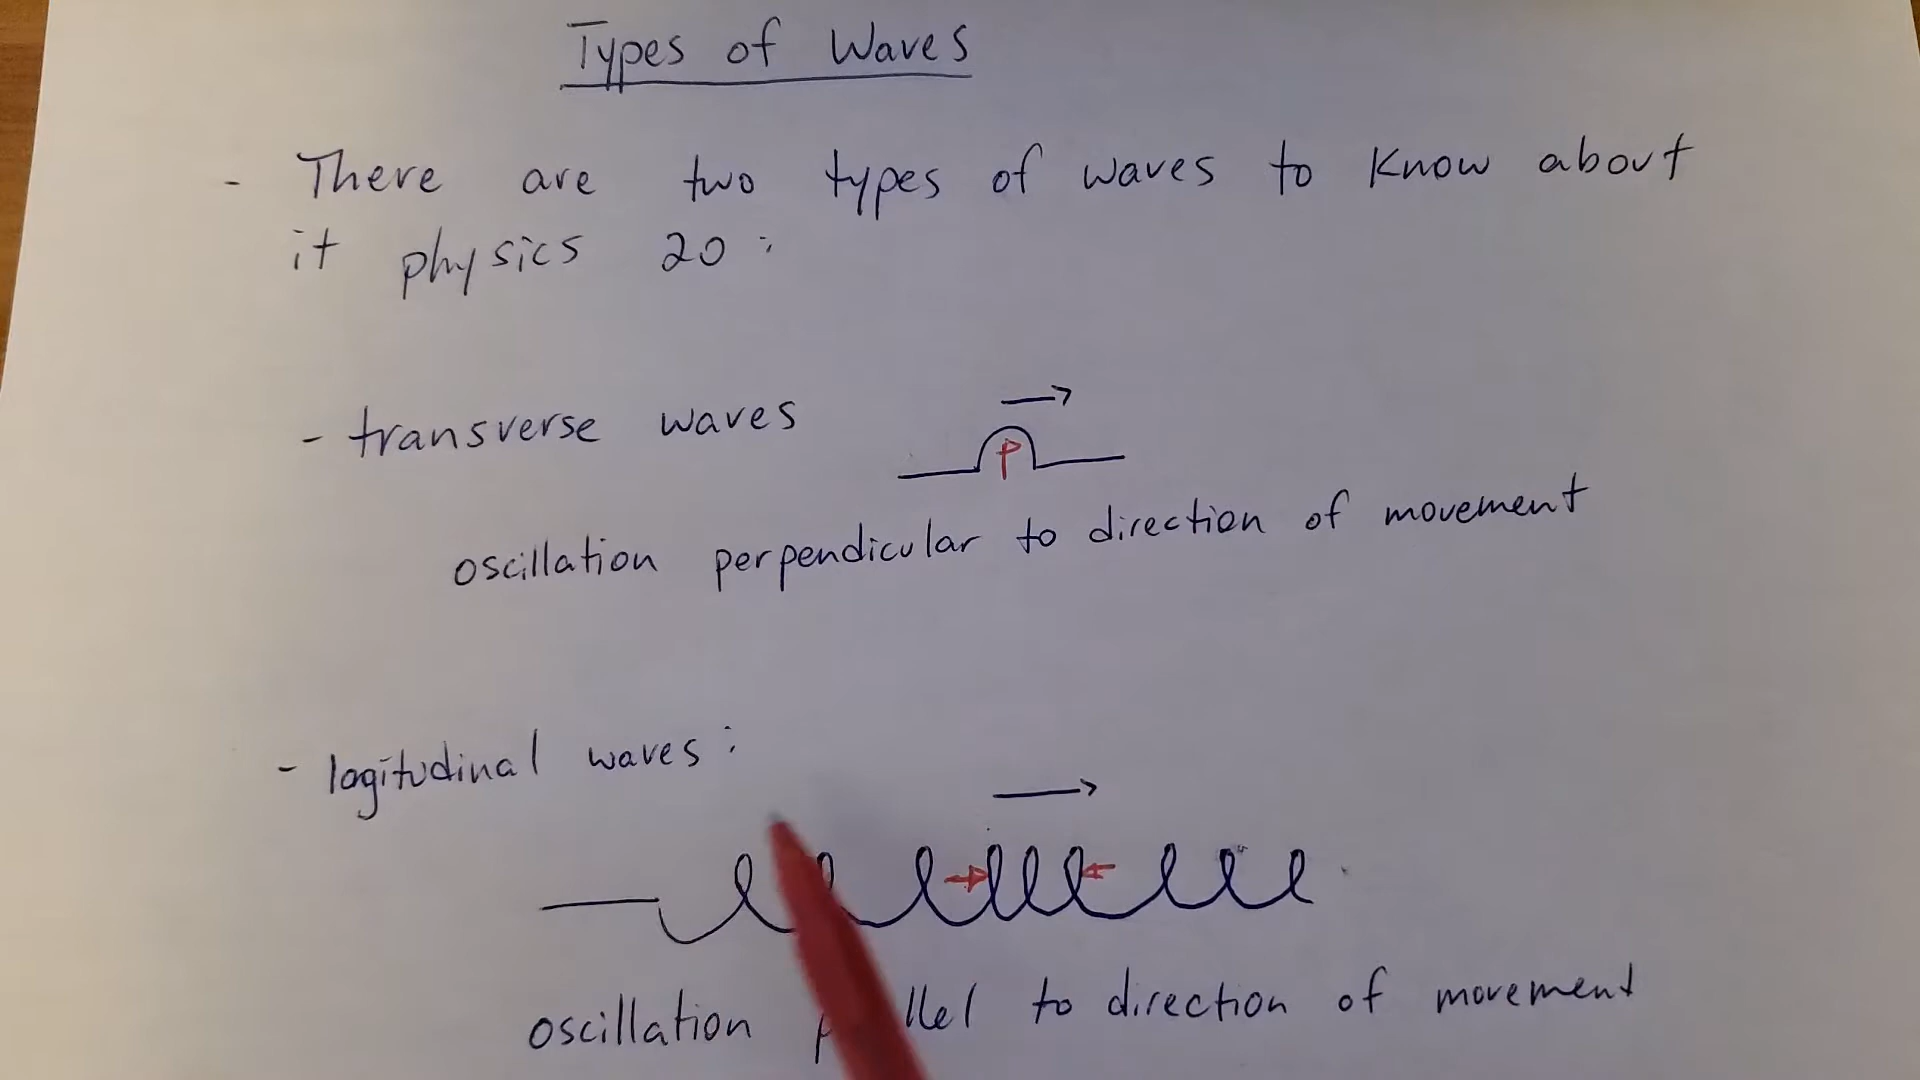 Types of Waves
- There are two types of waves to know about
it physics 20:
- transverse waves
P
oscillation perpendicular to direction of movement
- logitudinal waves:
oscillation to direction of movement